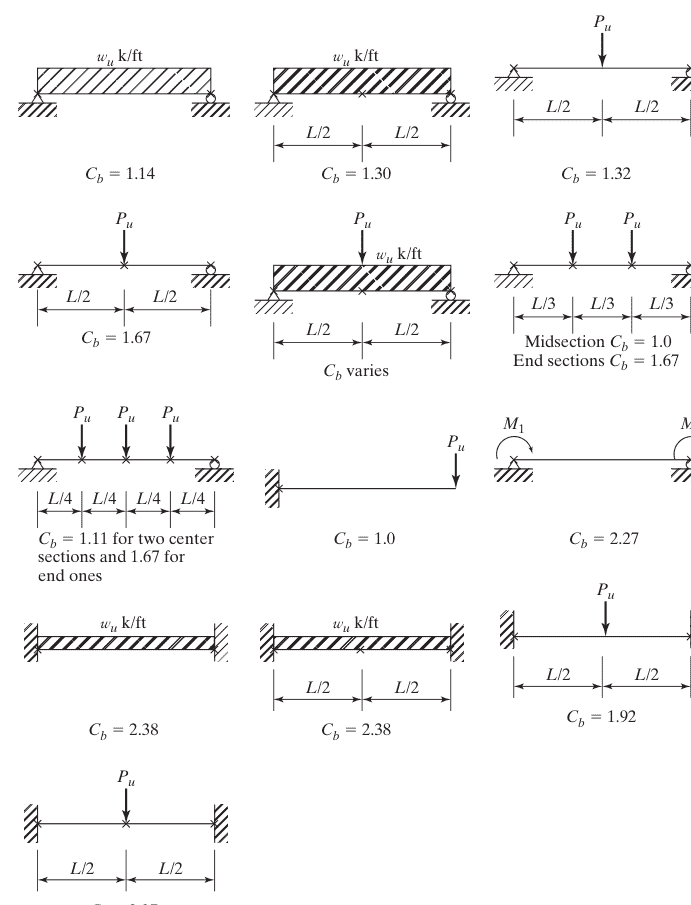 w_u k/ft
C_b = 1.14
w_u k/ft
L/2 L/2
C_b = 1.30
P_u
L/2 L/2
C_b = 1.32
P_u
L/2 L/2
C_b = 1.67
P_u
w_u k/ft
L/2 L/2
C_b varies
P_u P_u
L/3 L/3 L/3
Midsection C_b = 1.0
End sections C_b = 1.67
P_u P_u P_u
L/4 L/4 L/4 L/4
C_b = 1.11 for two center
sections and 1.67 for
end ones
P_u
C_b = 1.0
M_1
M
C_b = 2.27
w_u k/ft
C_b = 2.38
w_u k/ft
L/2 L/2
C_b = 2.38
P_u
L/2 L/2
C_b = 1.92
P_u
L/2 L/2